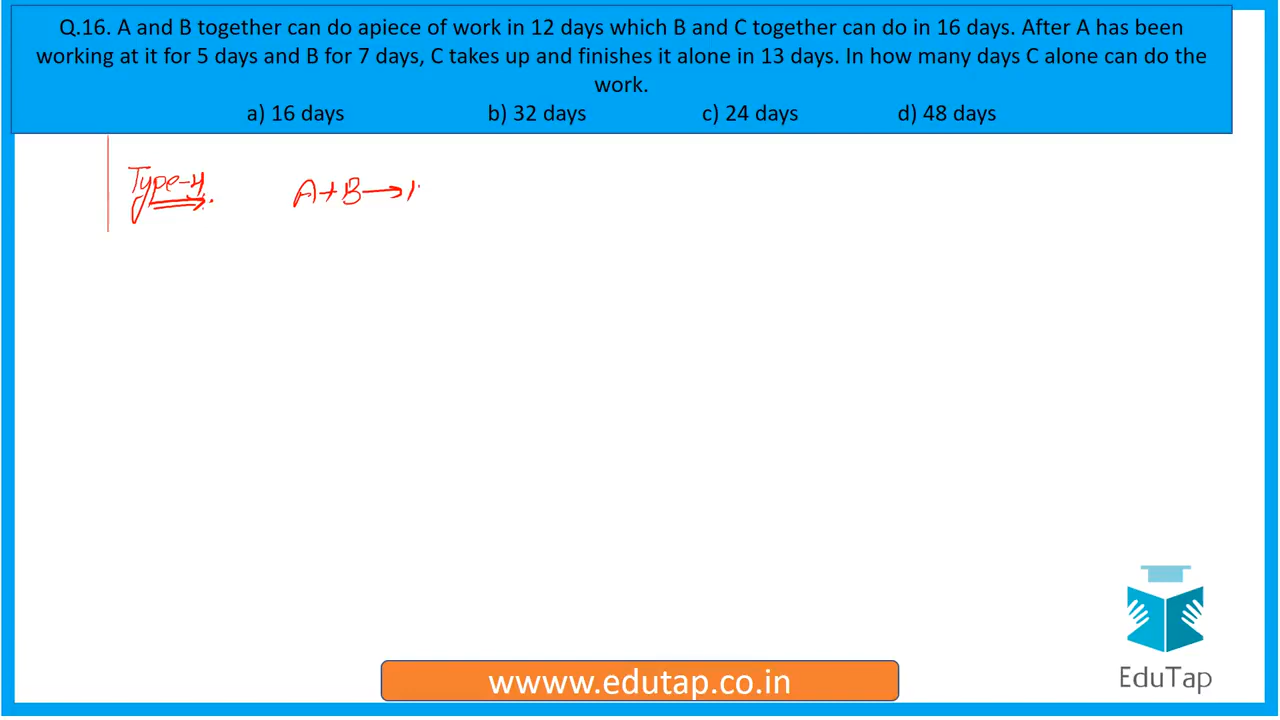 Q.16. A and B together can do apiece of work in 12 days which B and C together can do in 16 days. After A has been
working at it for 5 days and B for 7 days, C takes up and finishes it alone in 13 days. In how many days C alone can do the
work.
a) 16 days b) 32 days c) 24 days d) 48 days
Type-4 A+B→1
EduTap
wwww.edutap.co.in